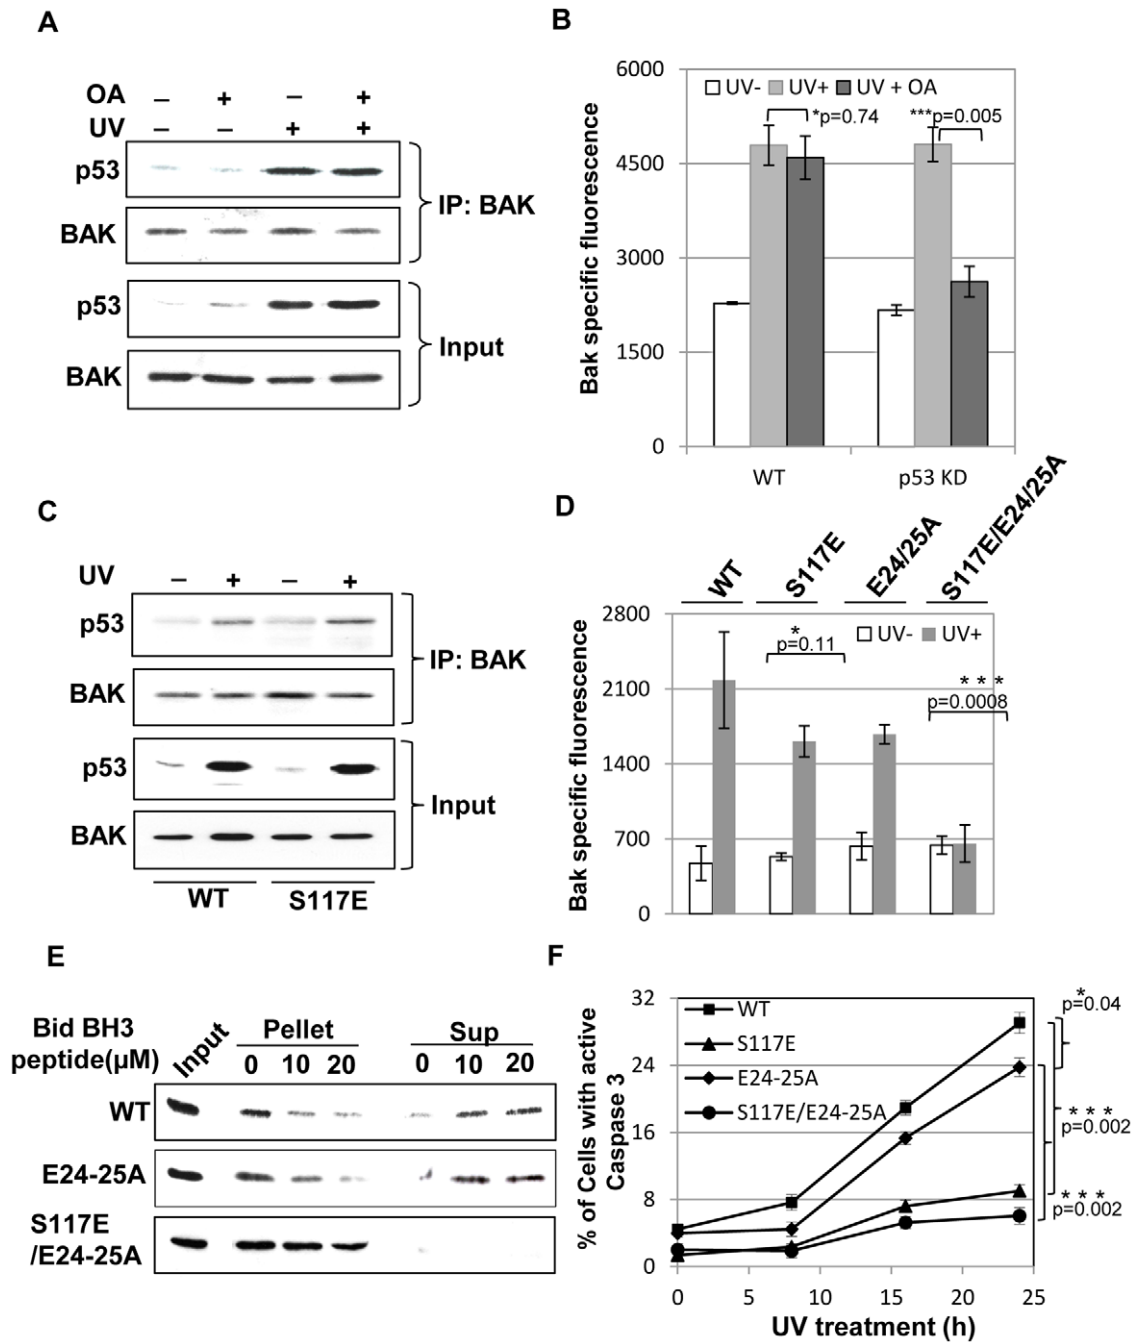 A
OA – + – +
UV – – + +
p53
BAK
IP: BAK
p53
BAK
Input
B
Bak specific fluorescence
6000
4500
3000
1500
0
UV- UV+ UV + OA
*p=0.74
***p=0.005
WT p53 KD
C
UV – + – +
p53
BAK
IP: BAK
p53
BAK
Input
WT S117E
D
WT S117E E24/25A S117E/E24/25A
Bak specific fluorescence
2800
2100
1400
700
0
UV- UV+
*
p=0.11
* * *
p=0.0008
E
Bid BH3
peptide(µM)
Input
Pellet Sup
0 10 20 0 10 20
WT
E24-25A
S117E
/E24-25A
F
% of Cells with active
Caspase 3
32
24
16
8
0
WT
S117E
E24-25A
S117E/E24-25A
*
p=0.04
* * *
p=0.002
* * *
p=0.002
0 5 10 15 20 25
UV treatment (h)